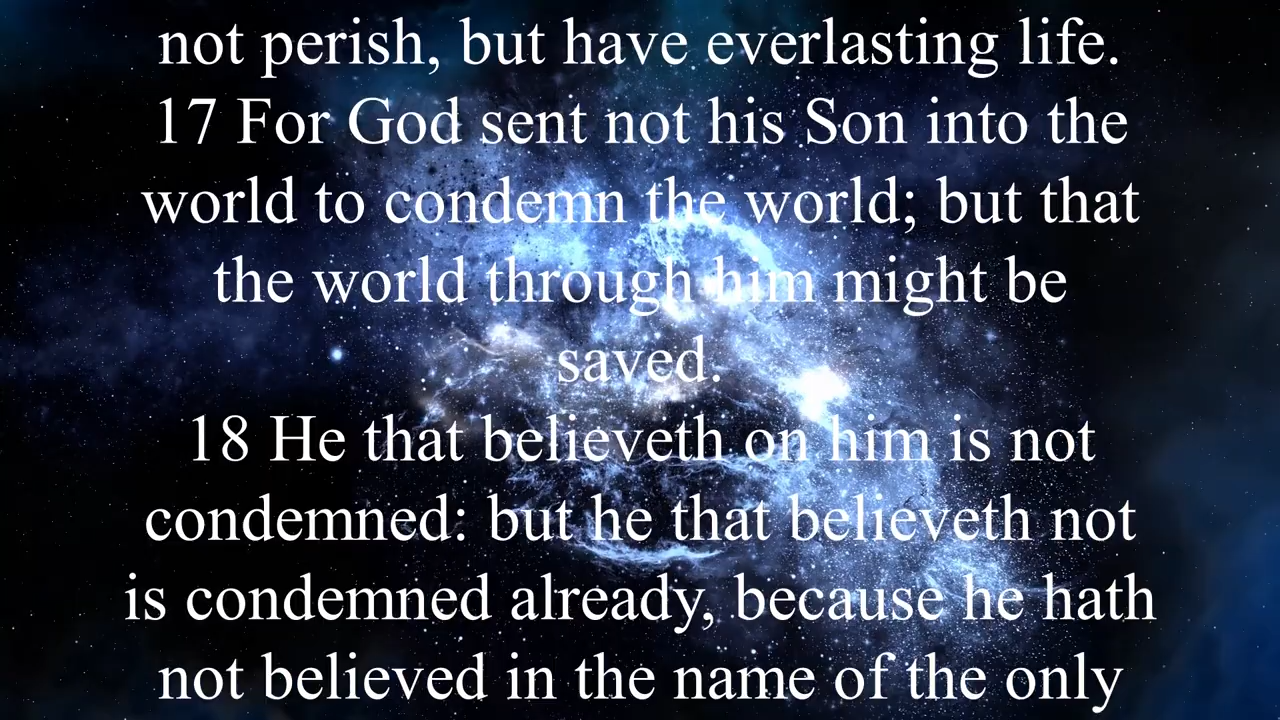 not perish, but have everlasting life.
17 For God sent not his Son into the
world to condemn the world; but that
the world through him might be
saved.
18 He that believeth on him is not
condemned: but he that believeth not
is condemned already, because he hath
not believed in the name of the only